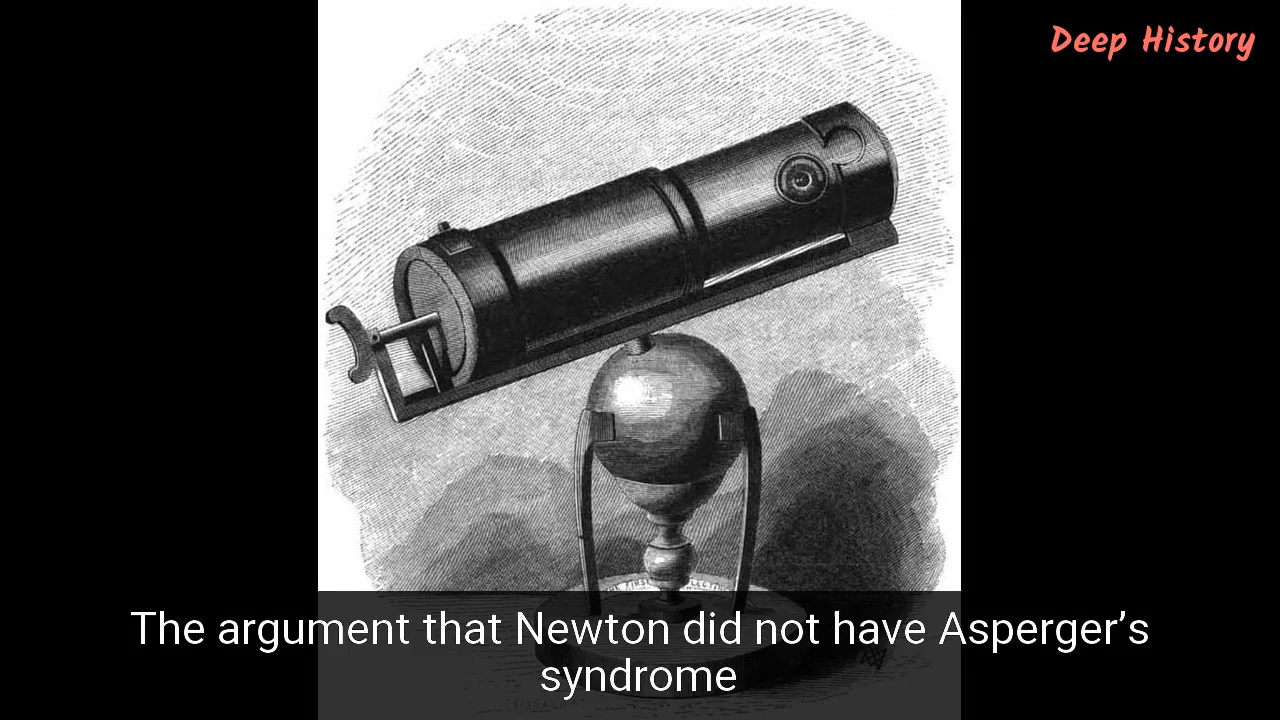 Deep History
The argument that Newton did not have Asperger’s
syndrome